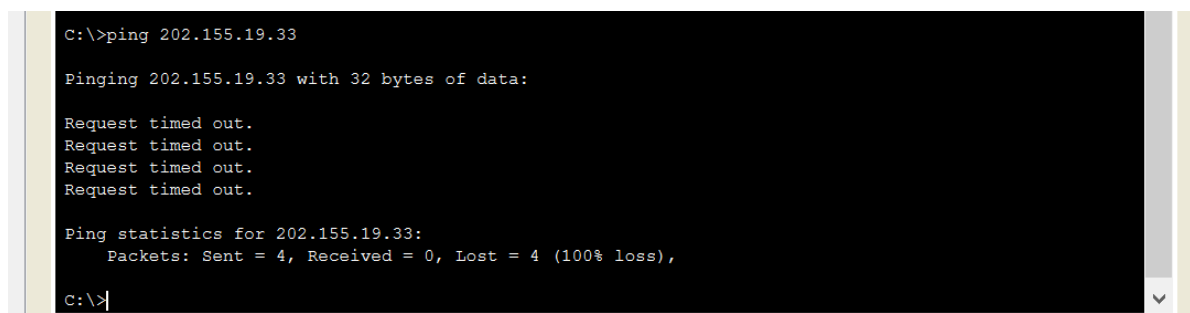 C:\>ping 202.155.19.33
Pinging 202.155.19.33 with 32 bytes of data:
Request timed out.
Request timed out.
Request timed out.
Request timed out.
Ping statistics for 202.155.19.33:
Packets: Sent = 4, Received = 0, Lost = 4 (100% loss),
C:\>